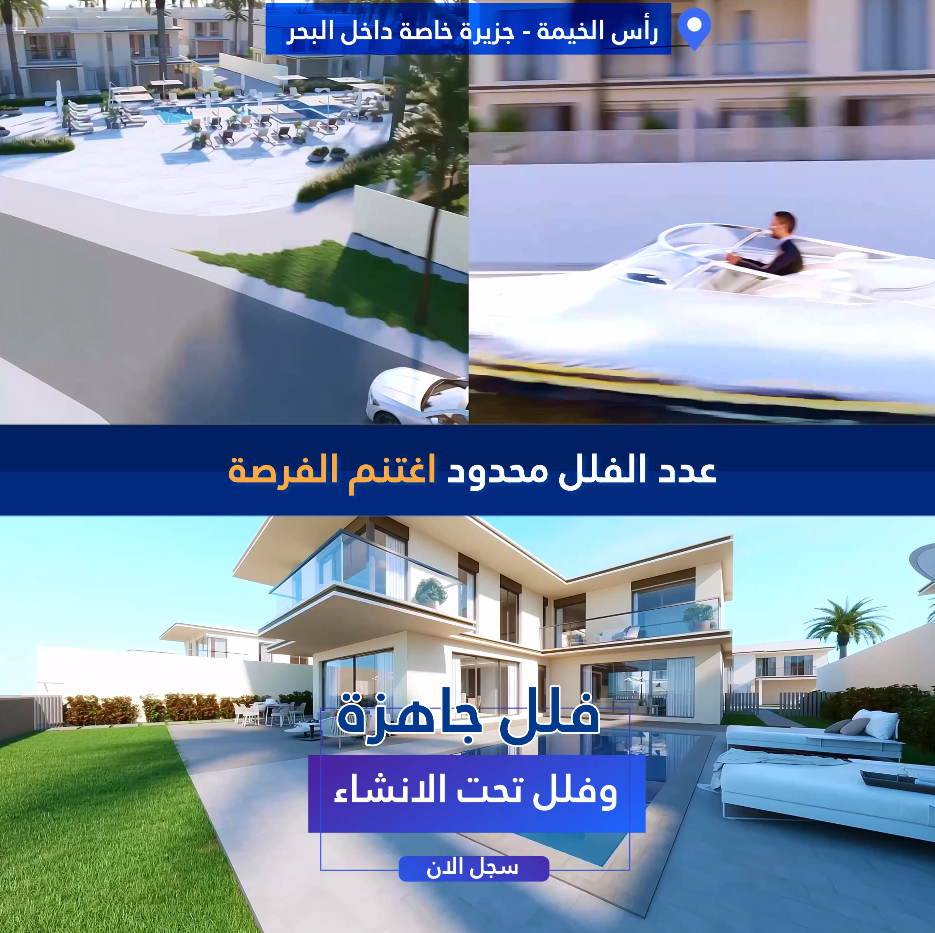 رأس الخيمة - جزيرة خاصة داخل البحر
عدد الفلل محدود اغتنم الفرصة
فلل جاهزة
وفلل تحت الانشاء
سجل الان